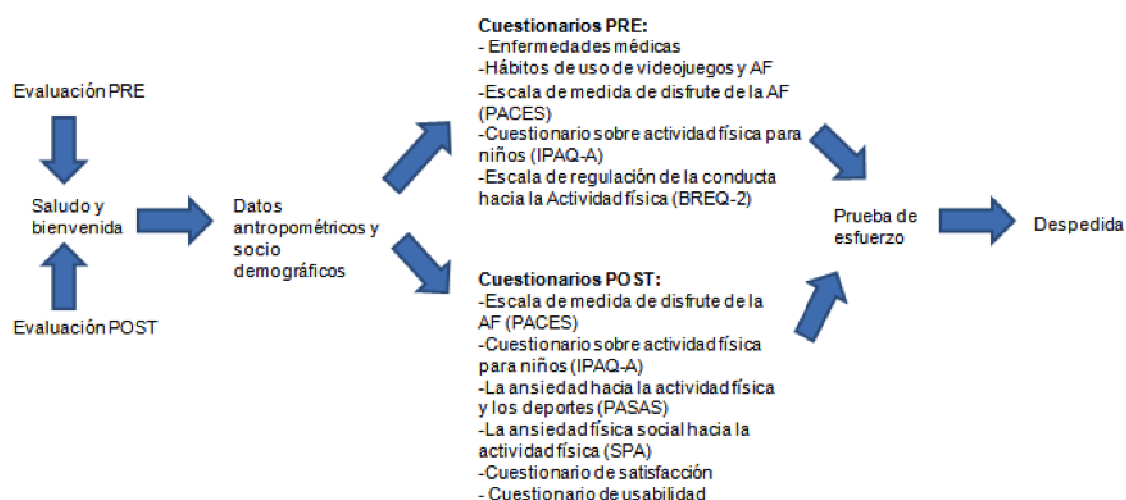 Evaluación PRE
Saludo y
bienvenida
Evaluación POST
Datos
antropométricos y
socio
demográficos
Cuestionarios PRE:
- Enfermedades médicas
-Hábitos de uso de videojuegos y AF
-Escala de medida de disfrute de la AF
(PACES)
-Cuestionario sobre actividad física para
niños (IPAQ-A)
-Escala de regulación de la conducta
hacia la Actividad física (BREQ-2)
Cuestionarios POST:
-Escala de medida de disfrute de la
AF (PACES)
-Cuestionario sobre actividad física
para niños (IPAQ-A)
-La ansiedad hacia la actividad física
y los deportes (PASAS)
-La ansiedad física social hacia la
actividad física (SPA)
-Cuestionario de satisfacción
- Cuestionario de usabilidad
Prueba de
esfuerzo
Despedida